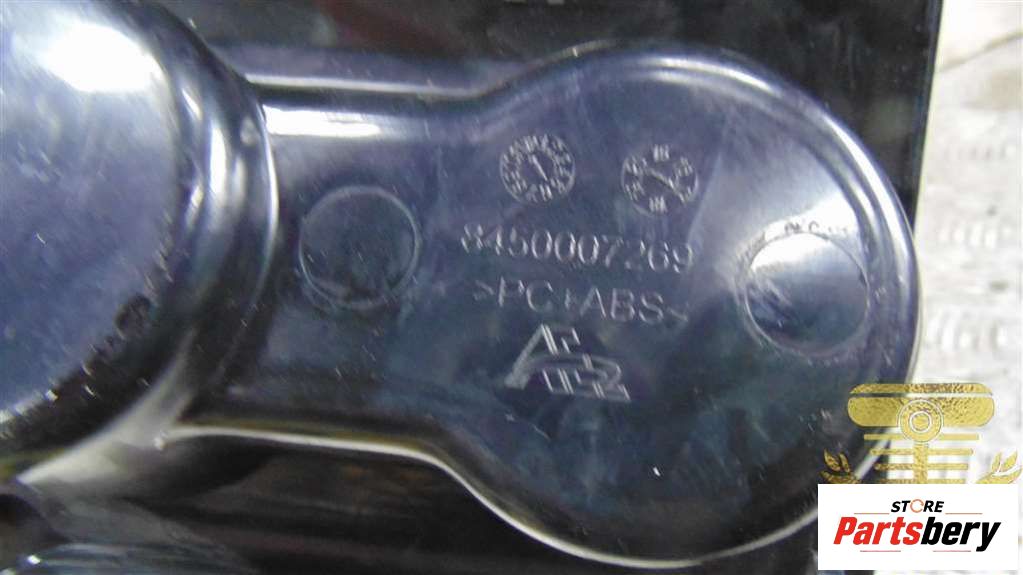 8450007269
>PC+ABS<
STORE
Partsbery